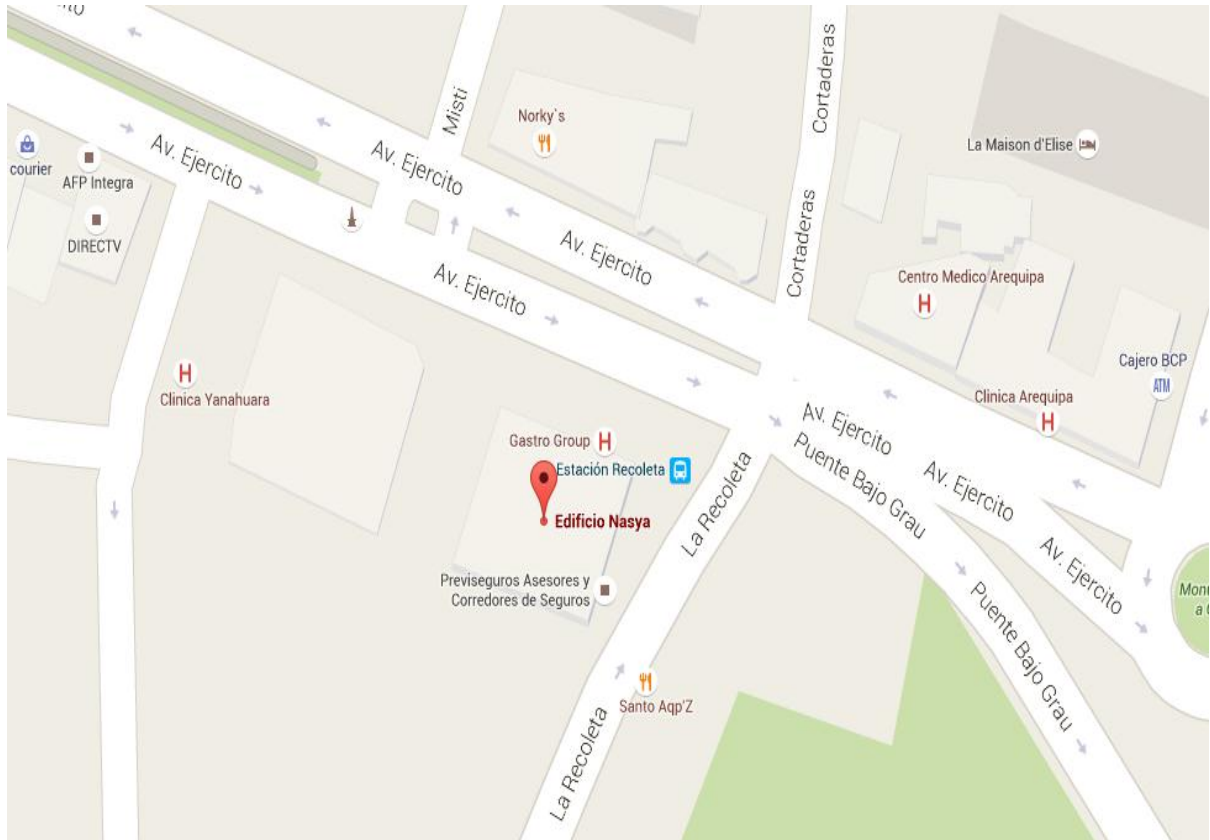 Misti
Cortaderas
Cortaderas
Cortaderas
Norky`s
La Maison d'Elise
courier
AFP Integra
DIRECTV
Av. Ejercito
Av. Ejercito
Av. Ejercito
Av. Ejercito
Centro Medico Arequipa
Cajero BCP
ATM
Clinica Arequipa
H
H
Clinica Yanahuara
H
Gastro Group
H
Estación Recoleta
Edificio Nasya
Previseguros Asesores y
Corredores de Seguros
La Recoleta
Av. Ejercito
Puente Bajo Grau
Av. Ejercito
Av. Ejercito
Puente Bajo Grau
Santo Aqp'Z
La Recoleta